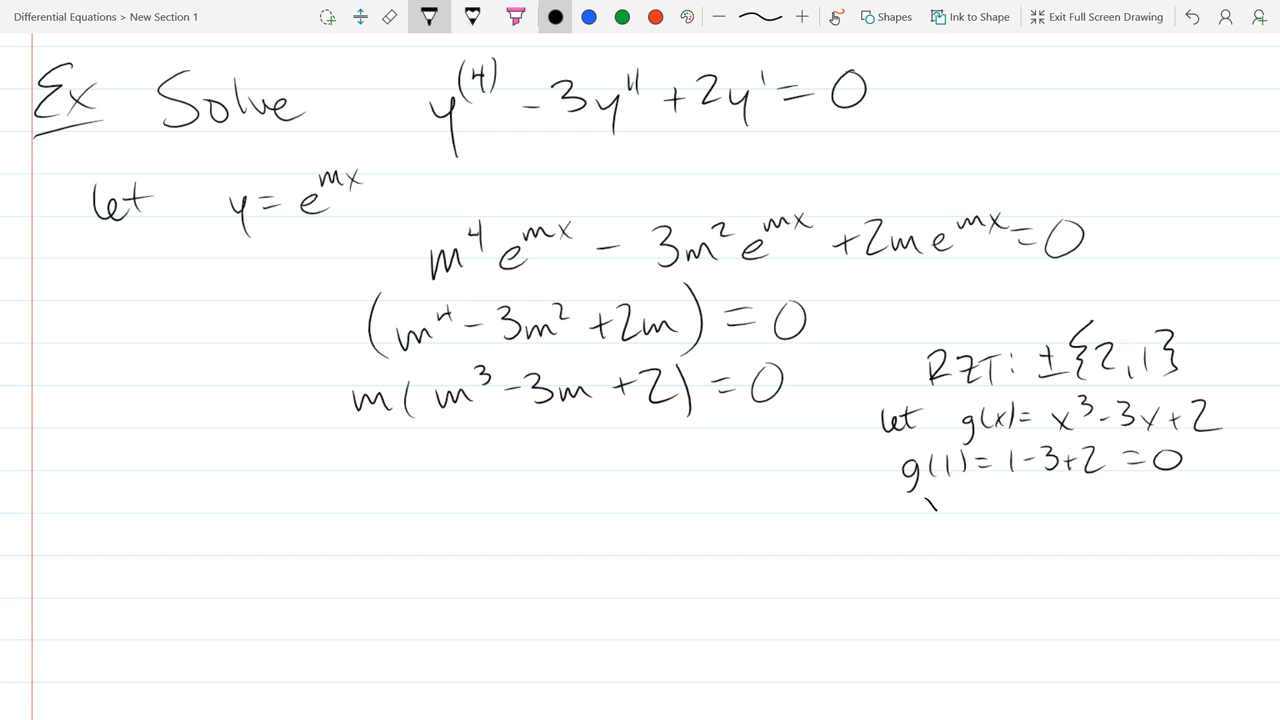 Differential Equations > New Section 1
Shapes
Ink to Shape
Exit Full Screen Drawing
Ex Solve y^(4) - 3y'' + 2y' = 0
let y = e^mx
m^4 e^mx - 3m^2 e^mx + 2m e^mx = 0
(m^4 - 3m^2 + 2m) = 0
m(m^3 - 3m + 2) = 0
RZT: ±{2,1}
let g(x) = x^3 - 3x + 2
g(1) = 1 - 3 + 2 = 0